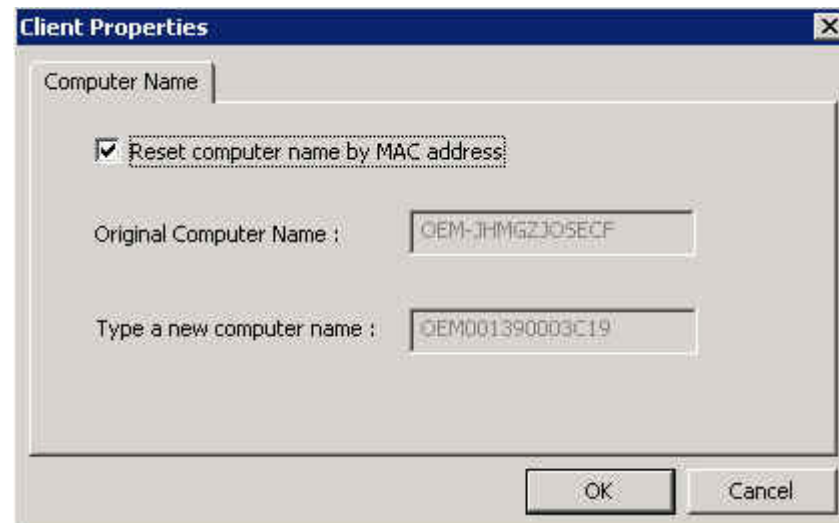 Client Properties
Computer Name
Reset computer name by MAC address
Original Computer Name : OEM-JHMGZJOSECF
Type a new computer name : OEM001390003C19
OK Cancel